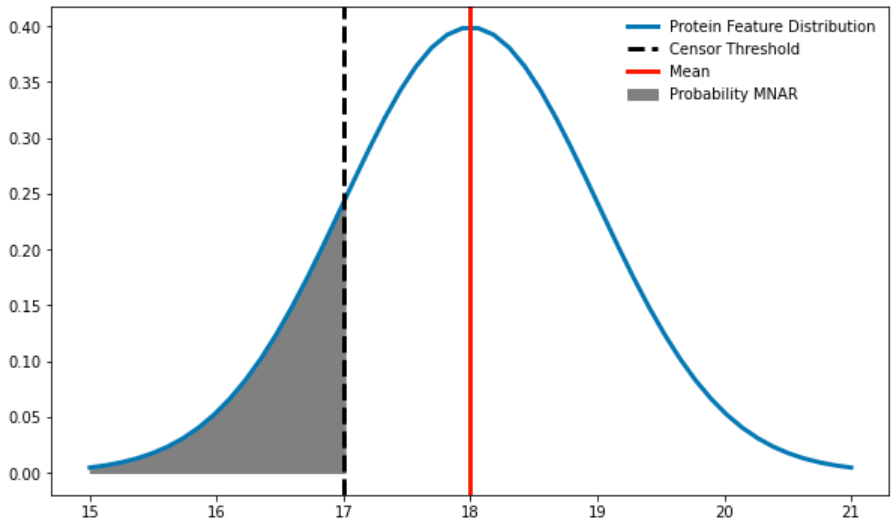 0.40
0.35
0.30
0.25
0.20
0.15
0.10
0.05
0.00
Protein Feature Distribution
Censor Threshold
Mean
Probability MNAR
15 16 17 18 19 20 21